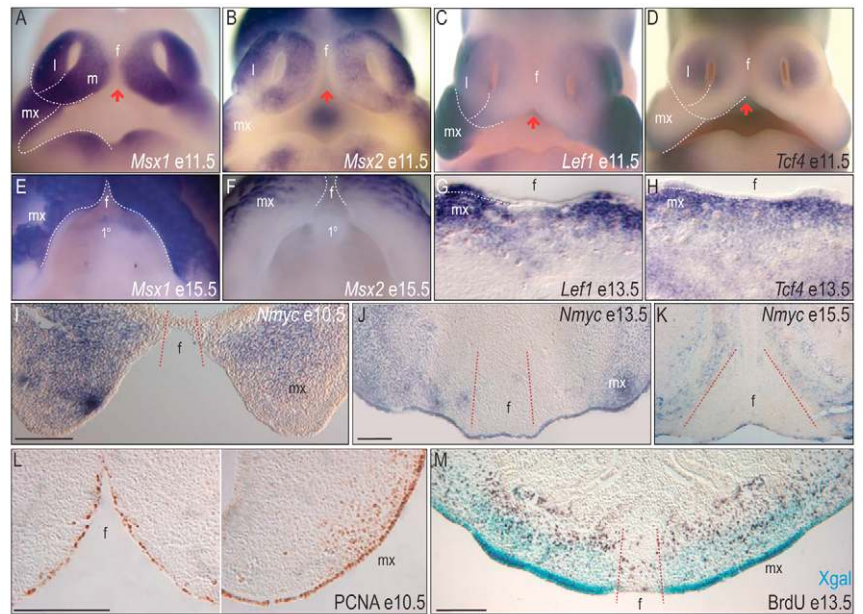 A
l
m
f
mx
Msx1 e11.5
B
l
f
mx
Msx2 e11.5
C
l
f
mx
Lef1 e11.5
D
l
f
mx
Tcf4 e11.5
E
f
mx
1º
Msx1 e15.5
F
f
mx
1º
Msx2 e15.5
G
f
mx
Lef1 e13.5
H
f
mx
Tcf4 e13.5
I
Nmyc e10.5
f
mx
J
Nmyc e13.5
mx
f
K
Nmyc e15.5
f
L
f
mx
PCNA e10.5
M
mx
Xgal
f
BrdU e13.5